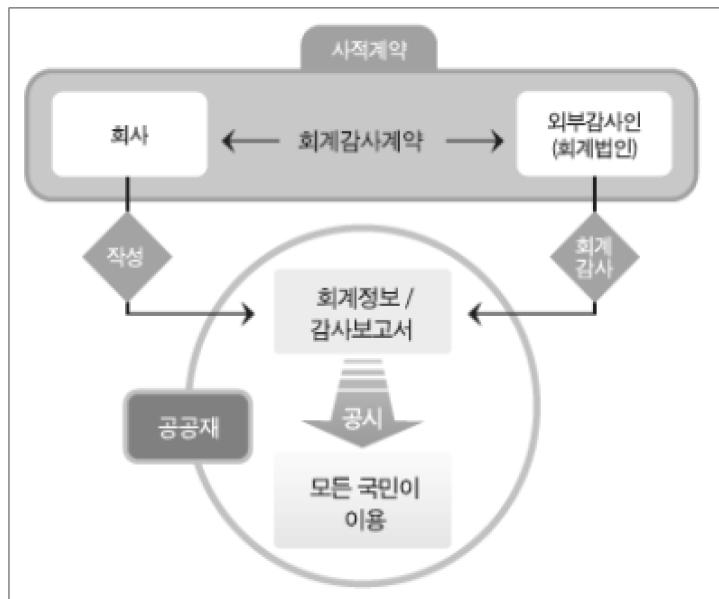 사적계약
회사
회계감사계약
외부감사인
(회계법인)
작성
회계
감사
회계정보 /
감사보고서
공공재
공시
모든 국민이
이용